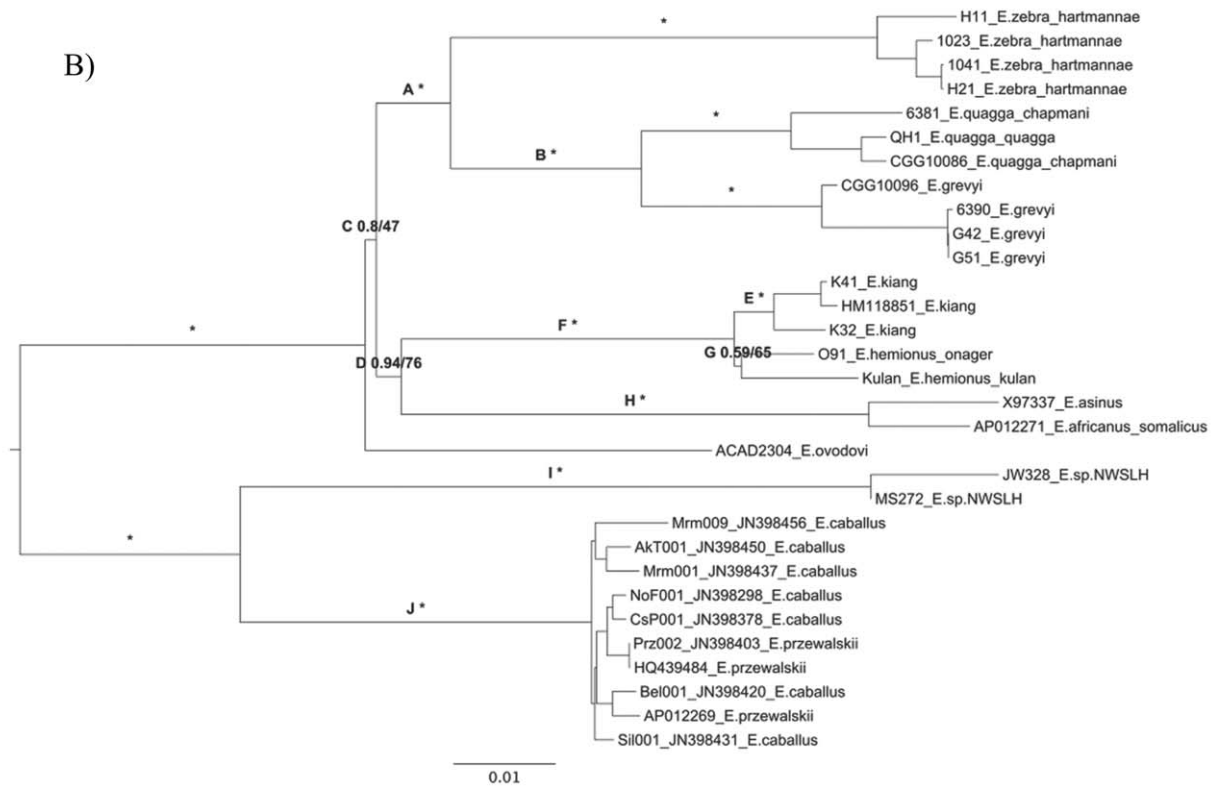 B)
*
H11_E.zebra_hartmannae
1023_E.zebra_hartmannae
1041_E.zebra_hartmannae
H21_E.zebra_hartmannae
A *
*
6381_E.quagga_chapmani
QH1_E.quagga_quagga
CGG10086_E.quagga_chapmani
B *
*
CGG10096_E.grevyi
6390_E.grevyi
G42_E.grevyi
G51_E.grevyi
C 0.8/47
K41_E.kiang
E *
HM118851_E.kiang
K32_E.kiang
F *
*
G 0.59/65
O91_E.hemionus_onager
D 0.94/76
Kulan_E.hemionus_kulan
H *
X97337_E.asinus
AP012271_E.africanus_somalicus
ACAD2304_E.ovodovi
I *
JW328_E.sp.NWSLH
MS272_E.sp.NWSLH
*
Mrm009_JN398456_E.caballus
AkT001_JN398450_E.caballus
Mrm001_JN398437_E.caballus
J *
NoF001_JN398298_E.caballus
CsP001_JN398378_E.caballus
Prz002_JN398403_E.przewalskii
HQ439484_E.przewalskii
Bel001_JN398420_E.caballus
AP012269_E.przewalskii
Sil001_JN398431_E.caballus
0.01